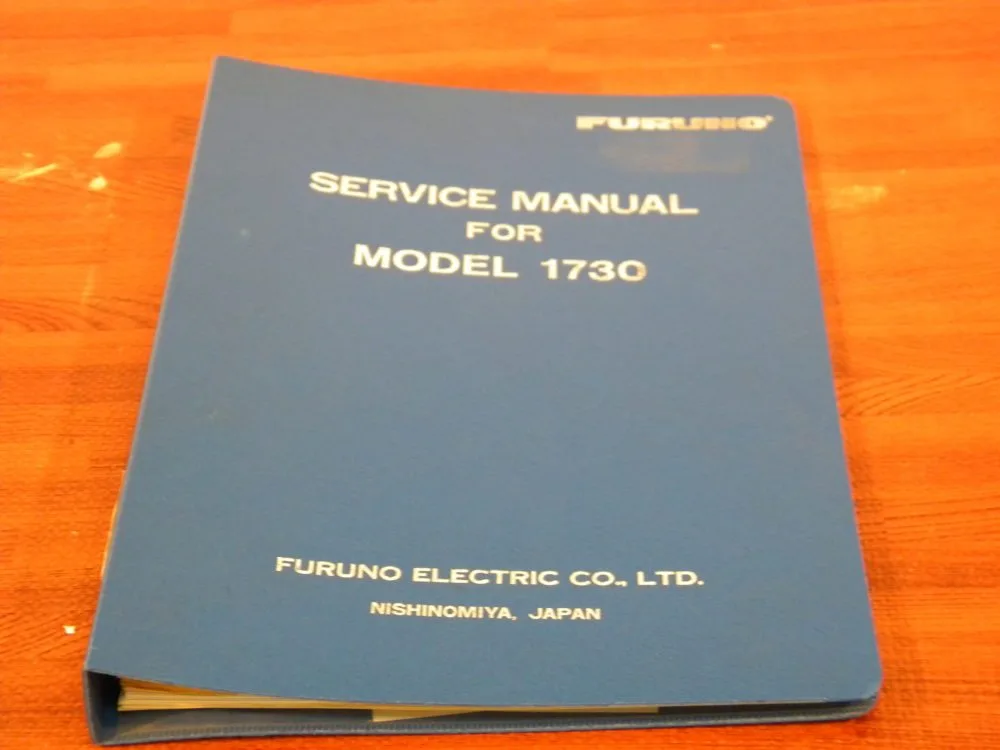 FURUNO
SERVICE MANUAL
FOR
MODEL 1730
FURUNO ELECTRIC CO., LTD.
NISHINOMIYA, JAPAN